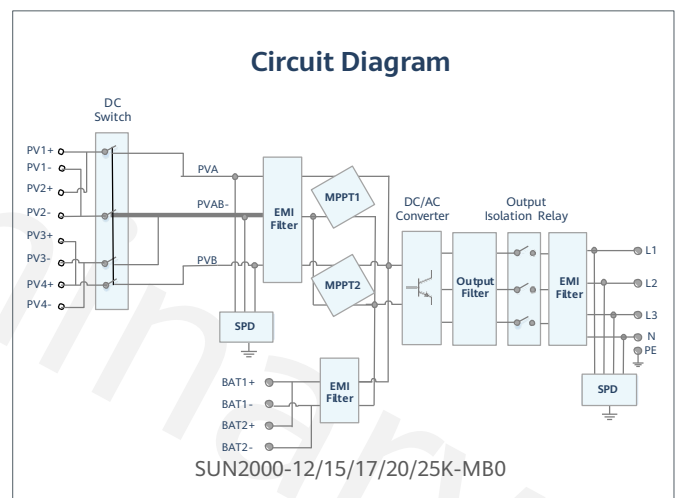 Circuit Diagram
DC
Switch
PV1+
PV1-
PV2+
PV2-
PV3+
PV3-
PV4+
PV4-
PVA
PVAB-
PVB
EMI
Filter
SPD
MPPT1
MPPT2
DC/AC
Converter
Output
Filter
Output
Isolation Relay
EMI
Filter
L1
L2
L3
N
PE
SPD
BAT1+
BAT1-
BAT2+
BAT2-
EMI
Filter
SUN2000-12/15/17/20/25K-MB0